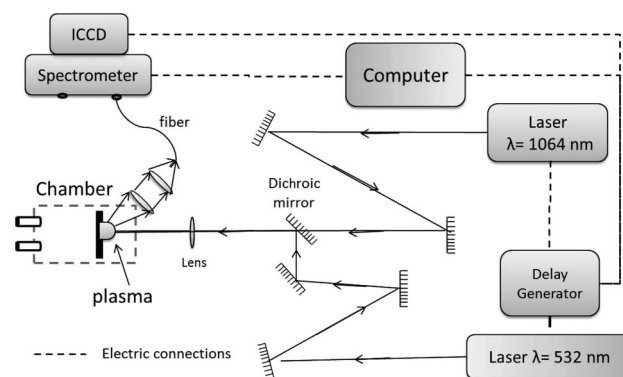 ICCD
Spectrometer
Computer
fiber
Laser
λ= 1064 nm
Chamber
Dichroic
mirror
Lens
plasma
Delay
Generator
Electric connections
Laser λ= 532 nm